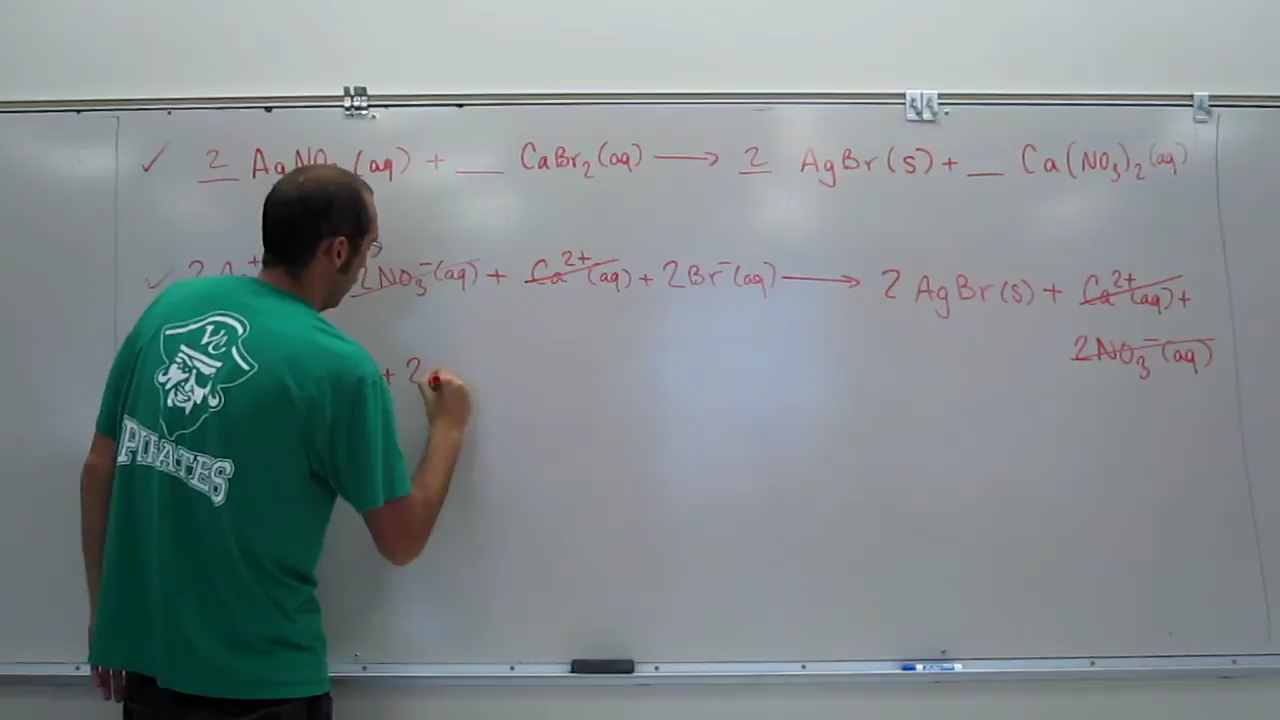 ✓ 2 AgNO₃(aq) + __ CaBr₂(aq) ⟶ 2 AgBr(s) + __ Ca(NO₃)₂(aq)
✓ 2 2NO₃⁻(aq) + Ca²⁺(aq) + 2Br⁻(aq) ⟶ 2 AgBr(s) + Ca²⁺(aq) +
2NO₃⁻(aq)
+ 2
VC
PIRATES